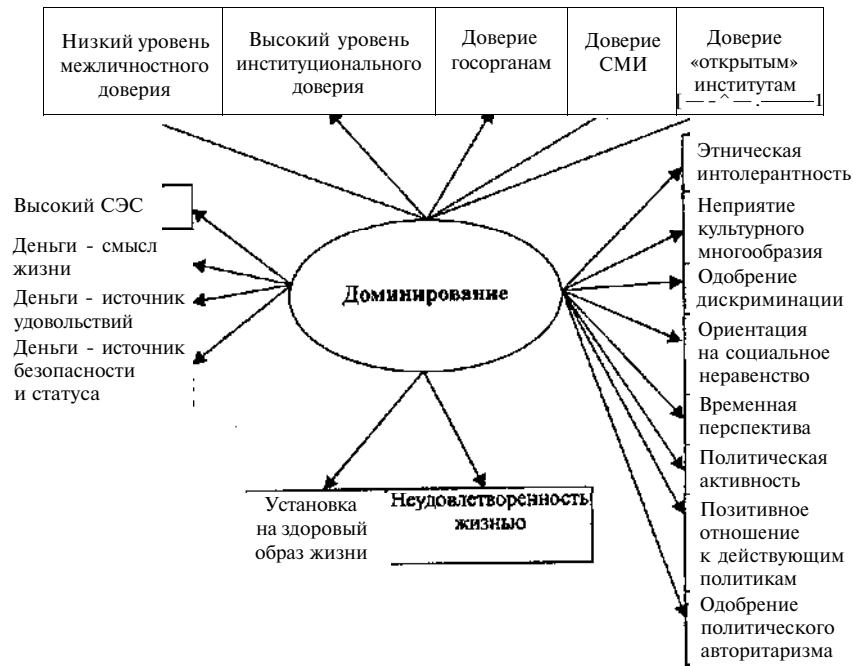 Низкий уровень
межличностного
доверия
Высокий уровень
институционального
доверия
Доверие
госорганам
Доверие
СМИ
Доверие
«открытым»
институтам
Высокий СЭС
Деньги - смысл
жизни
Деньги - источник
удовольствий
Деньги - источник
безопасности
и статуса
Доминирование
Этническая
интолерантность
Неприятие
культурного
многообразия
Одобрение
дискриминации
Ориентация
на социальное
неравенство
Временная
перспектива
Политическая
активность
Позитивное
отношение
к действующим
политикам
Одобрение
политического
авторитаризма
Установка
на здоровый
образ жизни
Неудовлетворенность
жизнью